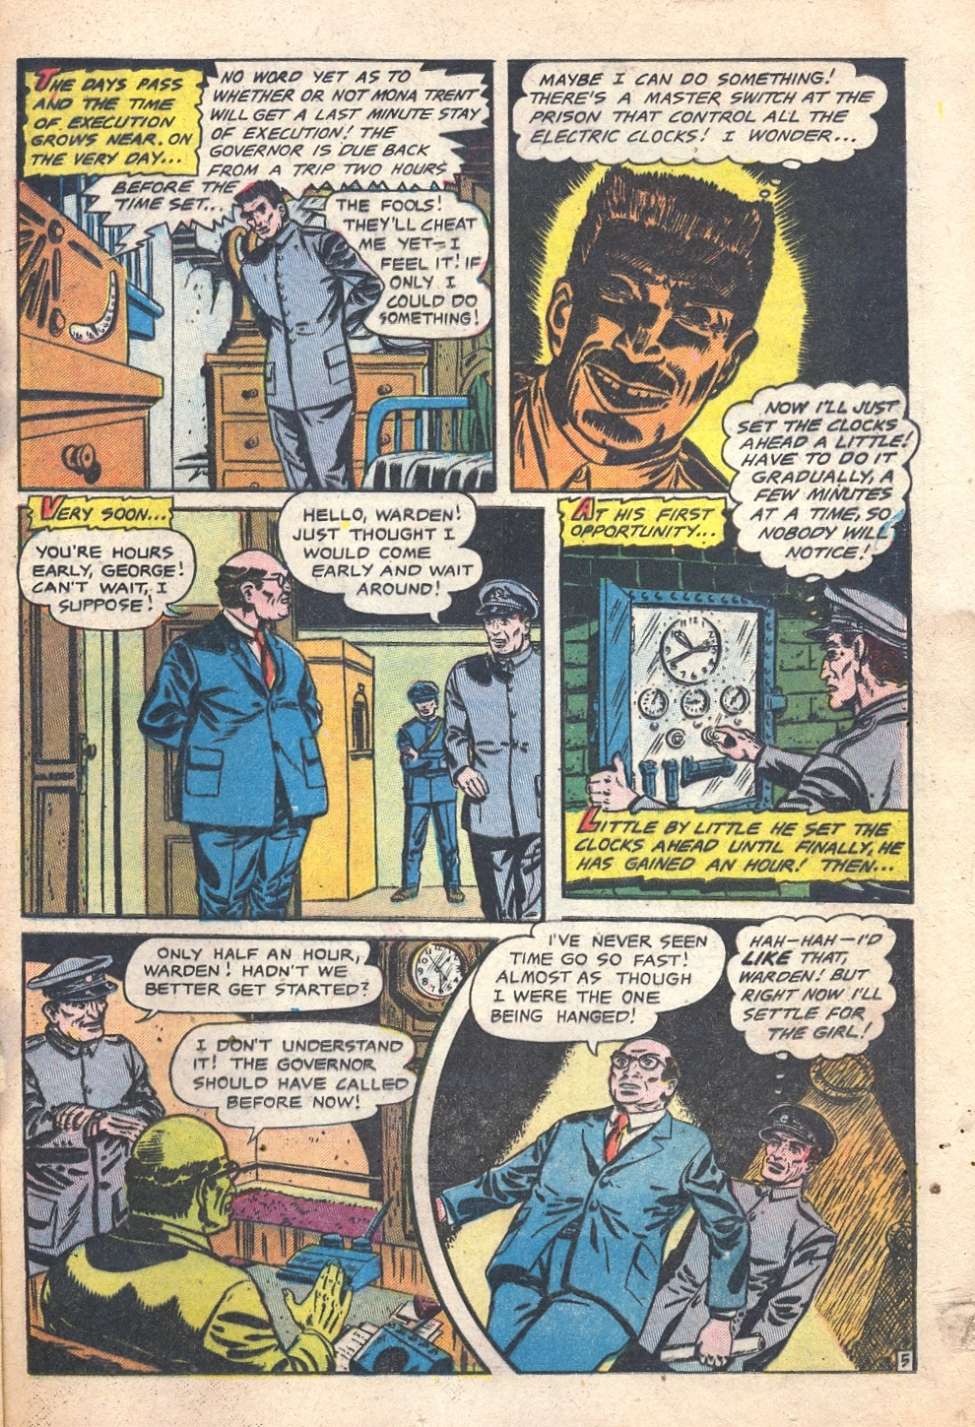 THE DAYS PASS
AND THE TIME
OF EXECUTION
GROWS NEAR. ON
THE VERY DAY...
NO WORD YET AS TO
WHETHER OR NOT MONA TRENT
WILL GET A LAST MINUTE STAY
OF EXECUTION! THE
GOVERNOR IS DUE BACK
FROM A TRIP TWO HOURS
BEFORE THE
TIME SET...
THE FOOLS!
THEY'LL CHEAT
ME YET—I
FEEL IT! IF
ONLY I
COULD DO
SOMETHING!
MAYBE I CAN DO SOMETHING!
THERE'S A MASTER SWITCH AT THE
PRISON THAT CONTROL ALL THE
ELECTRIC CLOCKS! I WONDER...
VERY SOON...
YOU'RE HOURS
EARLY, GEORGE!
CAN'T WAIT, I
SUPPOSE!
HELLO, WARDEN!
JUST THOUGHT I
WOULD COME
EARLY AND WAIT
AROUND!
AT HIS FIRST
OPPORTUNITY...
NOW I'LL JUST
SET THE CLOCKS
AHEAD A LITTLE!
HAVE TO DO IT
GRADUALLY, A
FEW MINUTES
AT A TIME, SO
NOBODY WILL
NOTICE!
LITTLE BY LITTLE HE SET THE
CLOCKS AHEAD UNTIL FINALLY, HE
HAS GAINED AN HOUR! THEN...
ONLY HALF AN HOUR,
WARDEN! HADN'T WE
BETTER GET STARTED?
I DON'T UNDERSTAND
IT! THE GOVERNOR
SHOULD HAVE CALLED
BEFORE NOW!
I'VE NEVER SEEN
TIME GO SO FAST!
ALMOST AS THOUGH
I WERE THE ONE
BEING HANGED!
HAH-HAH-I'D
LIKE THAT,
WARDEN! BUT
RIGHT NOW I'LL
SETTLE FOR
THE GIRL!
5